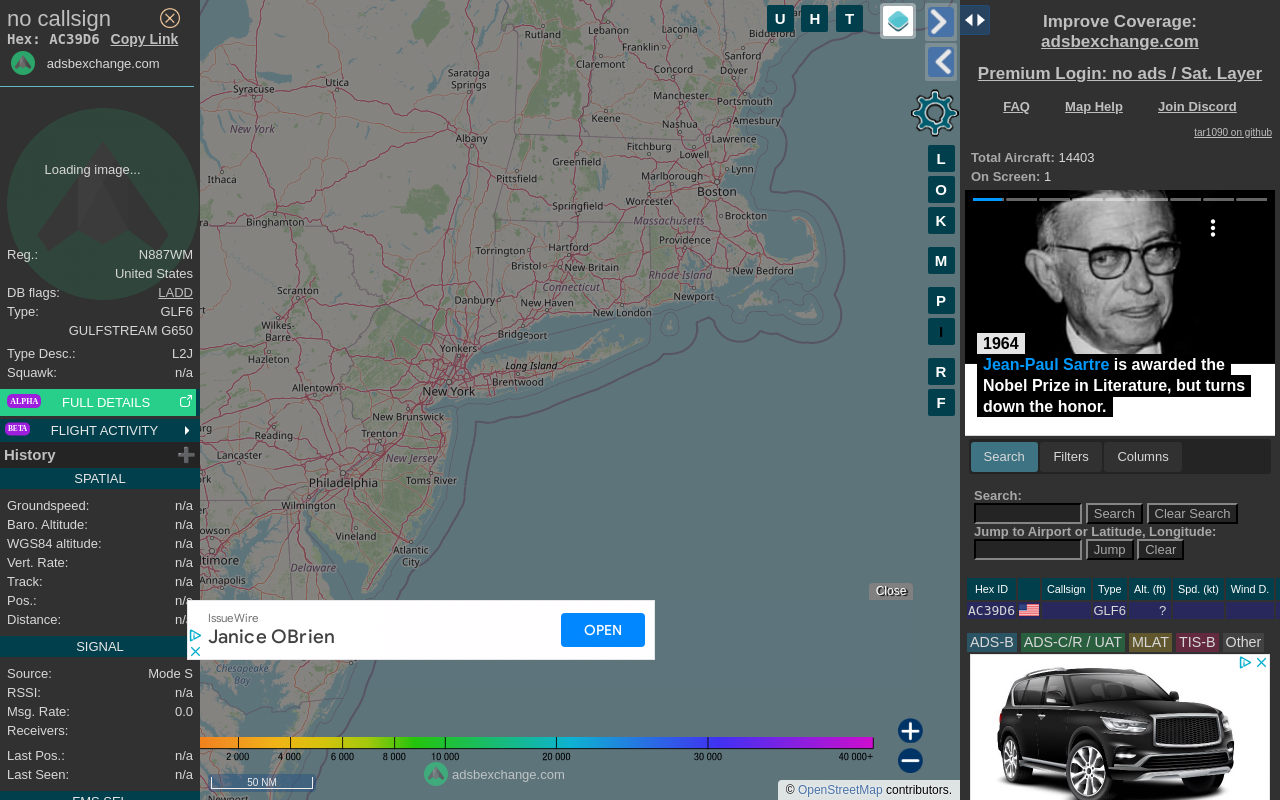 no callsign
Hex: AC39D6 Copy Link
adsbexchange.com
Loading image...
Reg.: N887WM
United States
DB flags: LADD
Type: GLF6
GULFSTREAM G650
Type Desc.: L2J
Squawk: n/a
ALPHA FULL DETAILS
BETA FLIGHT ACTIVITY
History
SPATIAL
Groundspeed: n/a
Baro. Altitude: n/a
WGS84 altitude: n/a
Vert. Rate: n/a
Track: n/a
Pos.: n/a
Distance: n/a
SIGNAL
Source: Mode S
RSSI: n/a
Msg. Rate: 0.0
Receivers:
Last Pos.: n/a
Last Seen: n/a
FMS SEL
Rutland
Lebanon
Laconia
Biddeford
Franklin
Claremont
Sanford
Concord
Dover
Saratoga
Springs
Utica
Syracuse
Manchester
Portsmouth
Keene
Amesbury
New York
Nashua
Albany
Lawrence
Fitchburg
Lowell
Greenfield
Lynn
Pittsfield
Marlborough
Ithaca
Boston
Worcester
Springfield
Massachusetts
Brockton
Binghamton
Providence
Hartford
Torrington
Bristol
New Britain
New Bedford
Rhode Island
Connecticut
Scranton
Danbury
New Haven
Newport
New London
Wilkes-
Barre
Bridgeport
Yonkers
Hazleton
Long Island
Brentwood
Allentown
New York
New Brunswick
Reading
Trenton
Lancaster
New Jersey
Philadelphia
Toms River
Wilmington
Vineland
Atlantic
City
Annapolis
Delaware
Chesapeake
Bay
Newport
U
H
T
L
O
K
M
P
I
R
F
Close
IssueWire
Janice OBrien
OPEN
2 000
4 000
6 000
8 000
10 000
20 000
30 000
40 000+
adsbexchange.com
50 NM
© OpenStreetMap contributors.
Improve Coverage:
adsbexchange.com
Premium Login: no ads / Sat. Layer
FAQ Map Help Join Discord
tar1090 on github
Total Aircraft: 14403
On Screen: 1
1964
Jean-Paul Sartre is awarded the
Nobel Prize in Literature, but turns
down the honor.
Search Filters Columns
Search:
Search Clear Search
Jump to Airport or Latitude, Longitude:
Jump Clear
Hex ID Callsign Type Alt. (ft) Spd. (kt) Wind D.
AC39D6 GLF6 ?
ADS-B ADS-C/R / UAT MLAT TIS-B Other